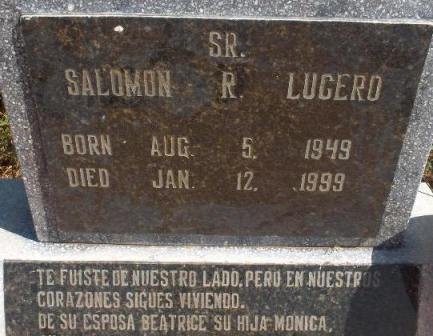 SR.
SALOMON R. LUCERO
BORN AUG. 5, 1949
DIED JAN. 12, 1999
TE FUISTE DE NUESTRO LADO, PERO EN NUESTROS
CORAZONES SIGUES VIVIENDO.
DE SU ESPOSA BEATRICE SU HIJA MONICA,